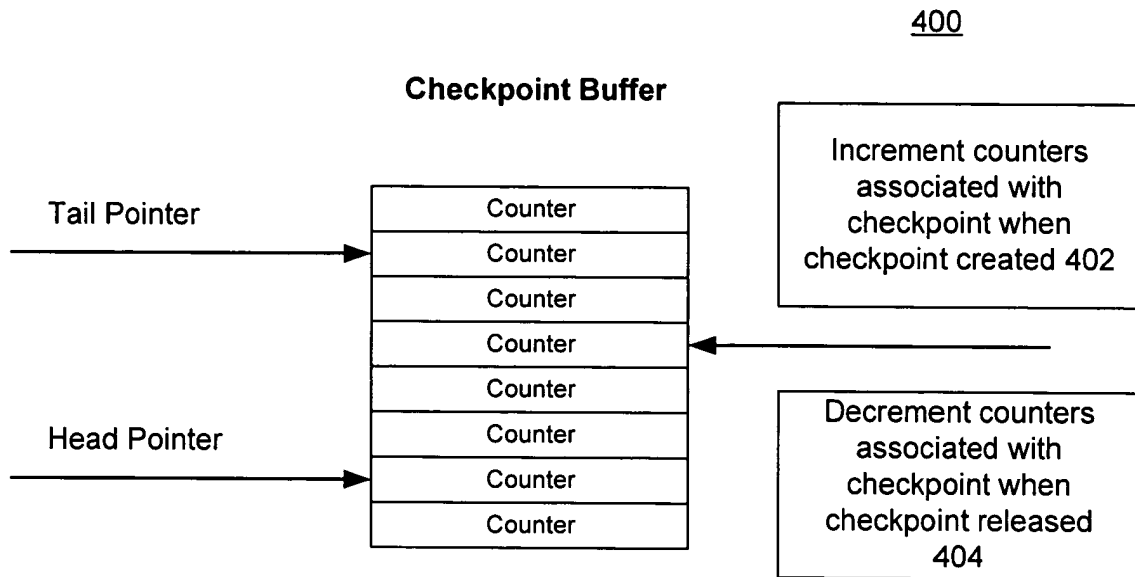 400
Checkpoint Buffer
Tail Pointer
Head Pointer
Counter
Counter
Counter
Counter
Counter
Counter
Counter
Counter
Increment counters
associated with
checkpoint when
checkpoint created 402
Decrement counters
associated with
checkpoint when
checkpoint released
404